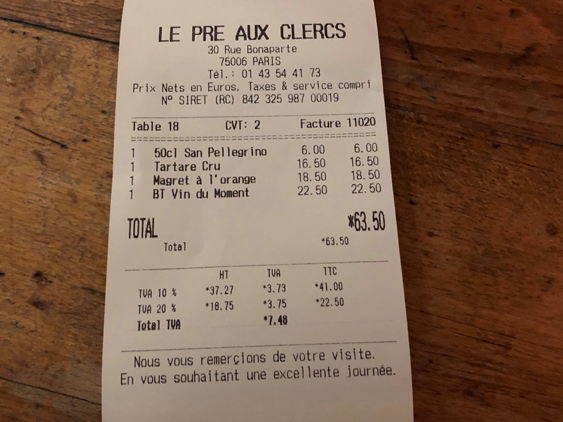 LE PRE AUX CLERCS
30 Rue Bonaparte
75006 PARIS
Tél.: 01 43 54 41 73
Prix Nets en Euros, Taxes & service compri
N° SIRET (RC) 842 325 987 00019
Table 18 CVT: 2 Facture 11020
1 50cl San Pellegrino 6.00 6.00
1 Tartare Cru 16.50 16.50
1 Magret à l'orange 18.50 18.50
1 BT Vin du Moment 22.50 22.50
TOTAL *63.50
Total *63.50
HT TVA TTC
TVA 10 % *37.27 *3.73 *41.00
TVA 20 % *18.75 *3.75 *22.50
Total TVA *7.48
Nous vous remerçions de votre visite.
En vous souhaitant une excellente journée.